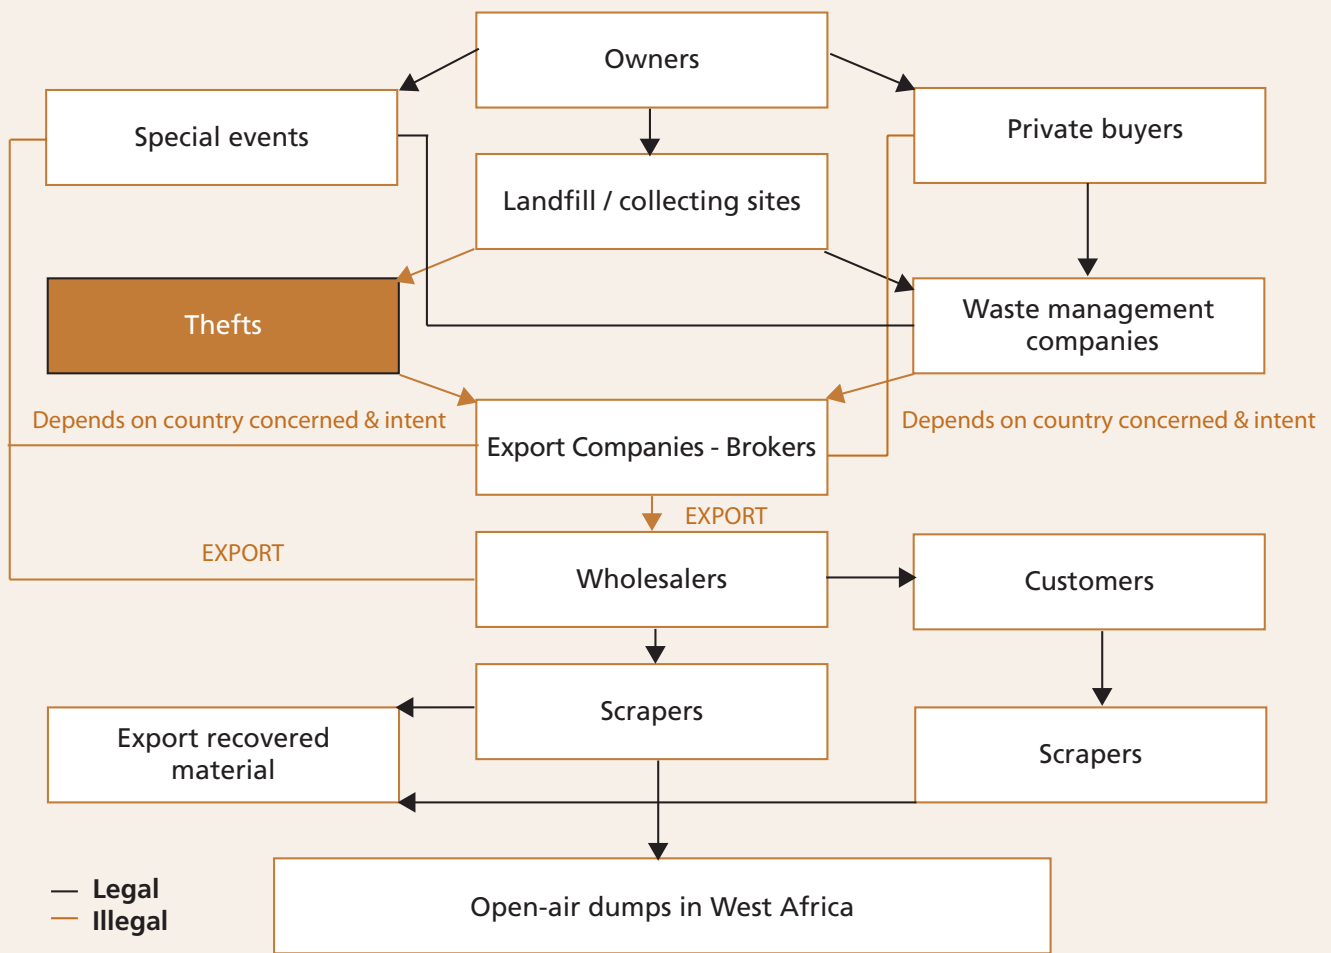 Owners
Special events
Private buyers
Landfill / collecting sites
Thefts
Waste management
companies
Depends on country concerned & intent
Depends on country concerned & intent
Export Companies - Brokers
EXPORT
EXPORT
Wholesalers
Customers
Scrapers
Export recovered
material
Scrapers
Legal
Illegal
Open-air dumps in West Africa